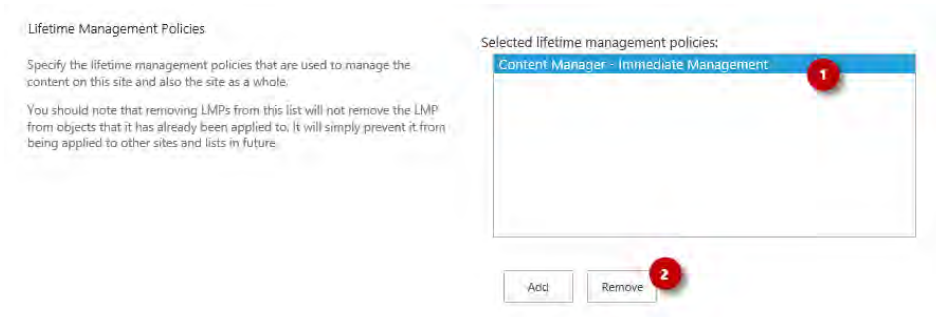 Lifetime Management Policies
Specify the lifetime management policies that are used to manage the
content on this site and also the site as a whole.
You should note that removing LMPs from this list will not remove the LMP
from objects that it has already been applied to. It will simply prevent it from
being applied to other sites and lists in future.
Selected lifetime management policies:
Content Manager - Immediate Management
1
Add
Remove
2